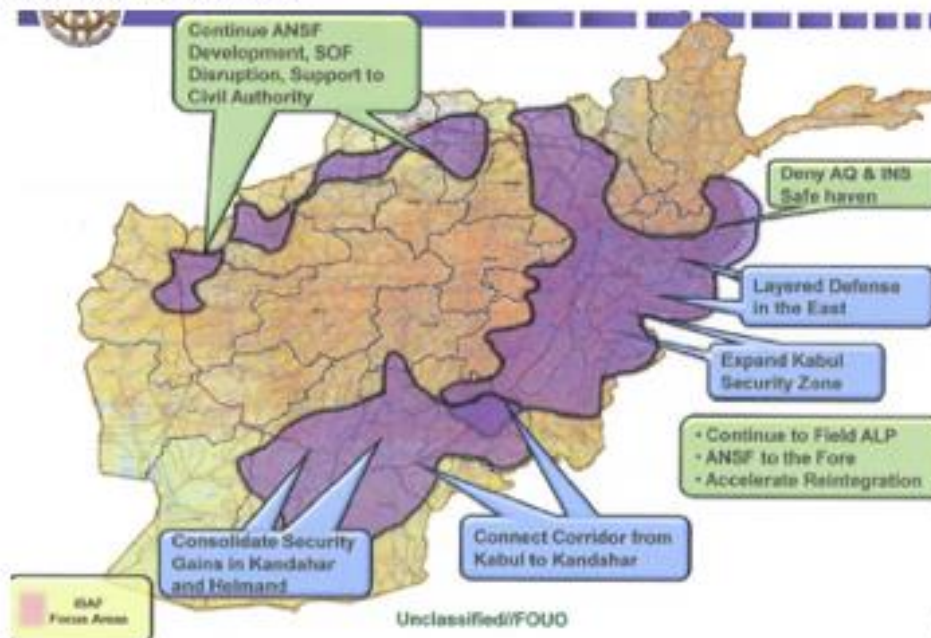 Continue ANSF
Development, SOF
Disruption, Support to
Civil Authority
Deny AQ & INS
Safe haven
Layered Defense
in the East
Expand Kabul
Security Zone
• Continue to Field ALP
• ANSF to the Fore
• Accelerate Reintegration
Consolidate Security
Gains in Kandahar
and Helmand
Connect Corridor from
Kabul to Kandahar
ISAF
Focus Areas
Unclassified//FOUO